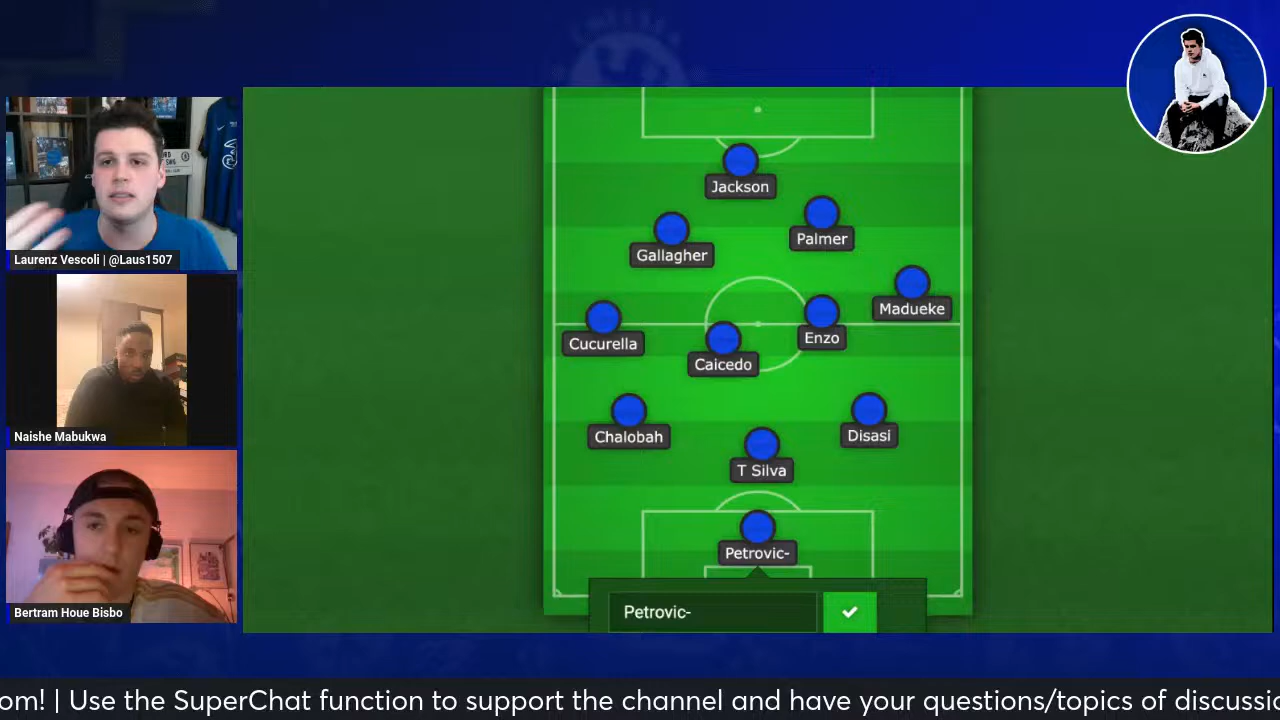 Jackson
Palmer
Gallagher
Madueke
Enzo
Cucurella
Caicedo
Chalobah
Disasi
T Silva
Petrovic-
Petrovic-
Laurenz Vescoli | @Laus1507
Naishe Mabukwa
Bertram Houe Bisbo
om! | Use the SuperChat function to support the channel and have your questions/topics of discussio